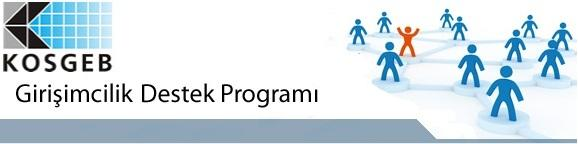 KOSGEB
Girişimcilik Destek Programı